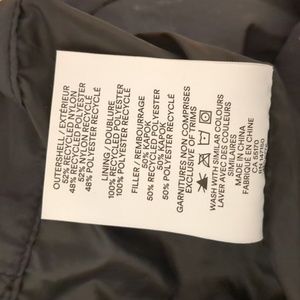 OUTERSHELL / EXTÉRIEUR
52% RECYCLED NYLON
48% RECYCLED POLYESTER
52% NYLON RECYCLÉ
48% POLYESTER RECYCLÉ
LINING / DOUBLURE
100% RECYCLED POLYESTER
100% POLYESTER RECYCLÉ
FILLER / REMBOURRAGE
50% KAPOK
50% RECYCLED POLYESTER
50% KAPOK
50% POLYESTER RECYCLÉ
GARNITURES NON COMPRISES
EXCLUSIVE OF TRIMS
WASH WITH SIMILAR COLOURS
LAVER AVEC DES COULEURS
SIMILAIRES
MADE IN CHINA
FABRIQUÉ EN CHINE